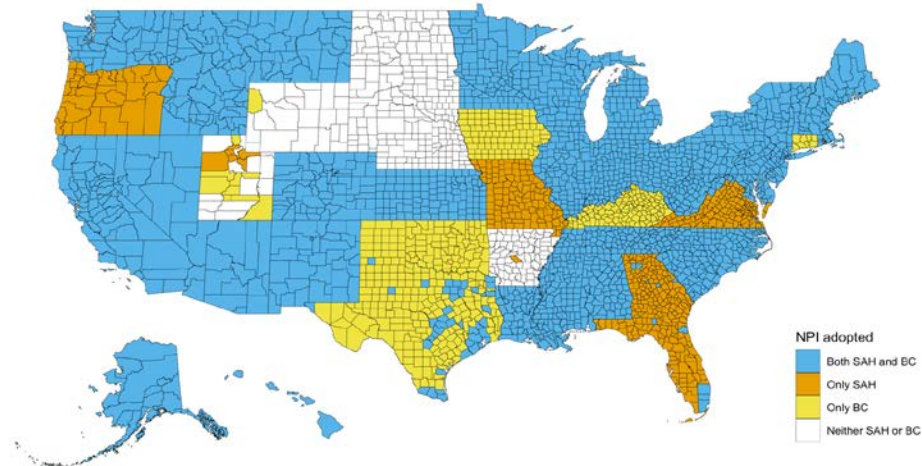 NPI adopted
Both SAH and BC
Only SAH
Only BC
Neither SAH or BC